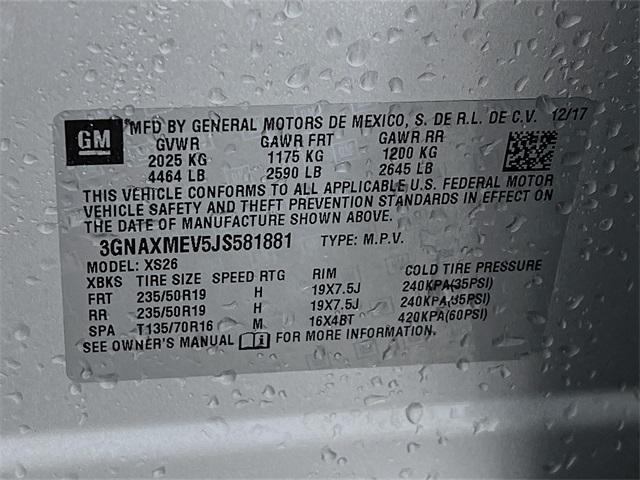 GM
MFD BY GENERAL MOTORS DE MEXICO, S. DE R.L. DE C.V. 12/17
GVWR GAWR FRT GAWR RR
2025 KG 1175 KG 1200 KG
4464 LB 2590 LB 2645 LB
THIS VEHICLE CONFORMS TO ALL APPLICABLE U.S. FEDERAL MOTOR
VEHICLE SAFETY AND THEFT PREVENTION STANDARDS IN EFFECT ON
THE DATE OF MANUFACTURE SHOWN ABOVE.
3GNAXMEV5JS581881 TYPE: M.P.V.
MODEL: XS26
XBKS TIRE SIZE SPEED RTG RIM COLD TIRE PRESSURE
FRT 235/50R19 H 19X7.5J 240KPA(35PSI)
RR 235/50R19 H 19X7.5J 240KPA(35PSI)
SPA T135/70R16 M 16X4BT 420KPA(60PSI)
SEE OWNER'S MANUAL FOR MORE INFORMATION.